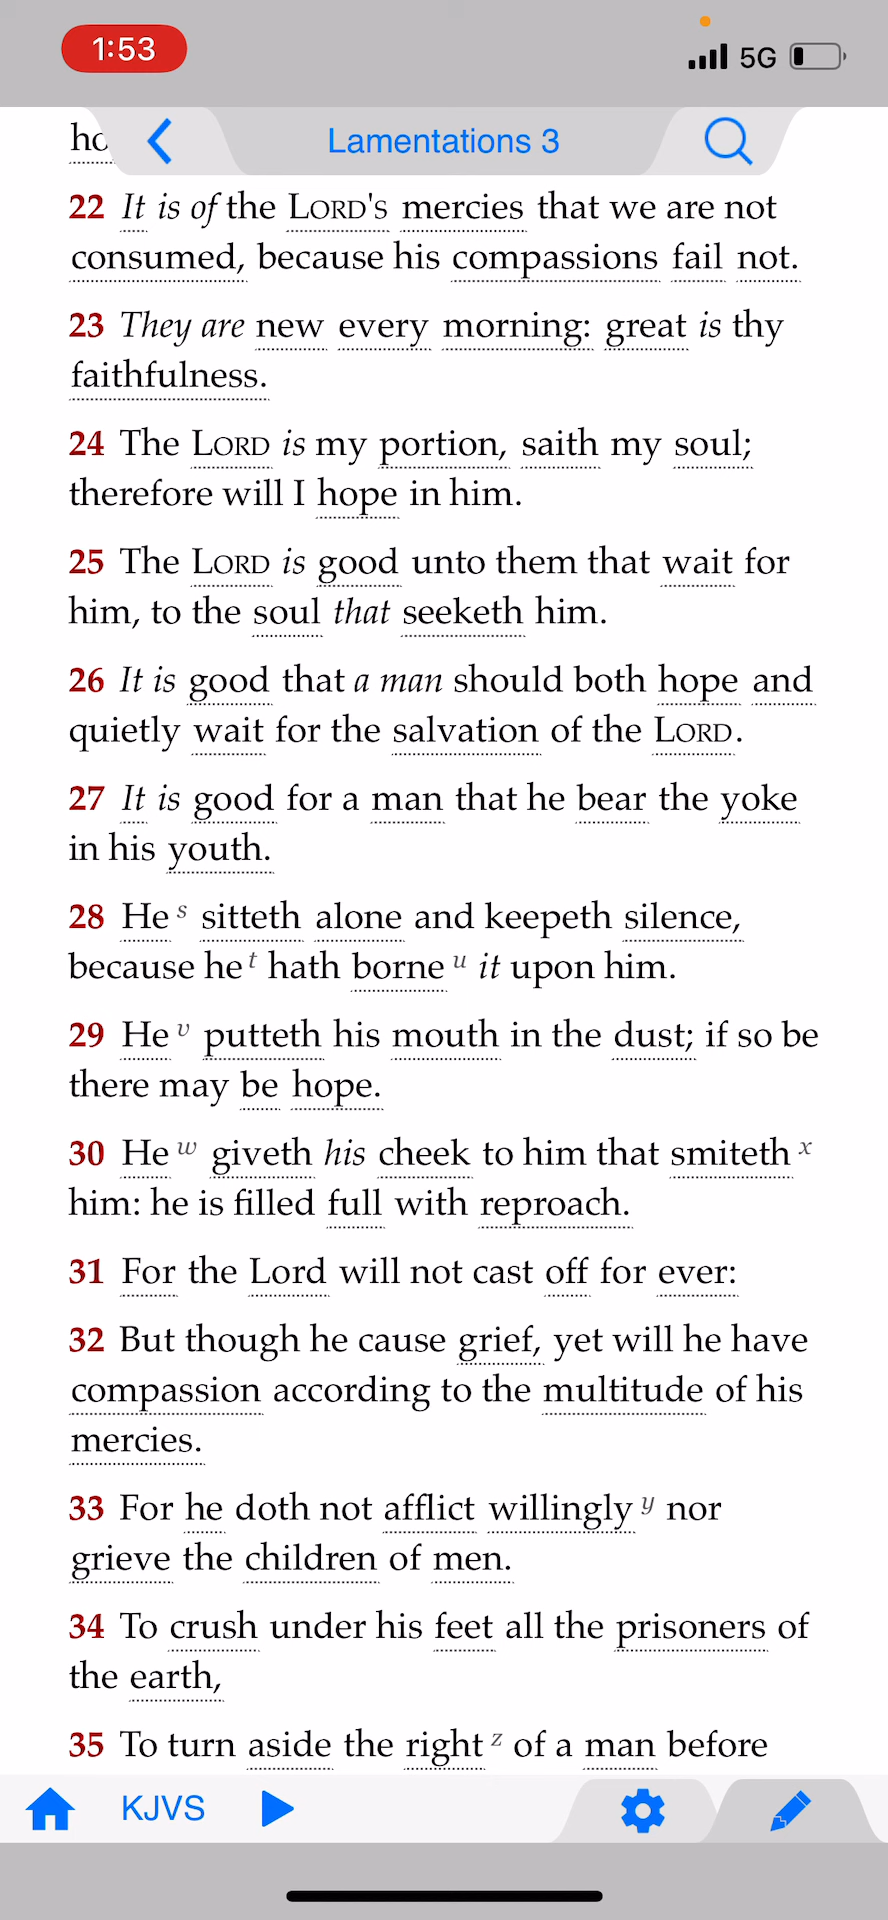 1:53
5G
ho
Lamentations 3
22 It is of the LORD'S mercies that we are not
consumed, because his compassions fail not.
23 They are new every morning: great is thy
faithfulness.
24 The LORD is my portion, saith my soul;
therefore will I hope in him.
25 The LORD is good unto them that wait for
him, to the soul that seeketh him.
26 It is good that a man should both hope and
quietly wait for the salvation of the LORD.
27 It is good for a man that he bear the yoke
in his youth.
28 He s sitteth alone and keepeth silence,
because he t hath borne u it upon him.
29 He v putteth his mouth in the dust; if so be
there may be hope.
30 He w giveth his cheek to him that smiteth x
him: he is filled full with reproach.
31 For the Lord will not cast off for ever:
32 But though he cause grief, yet will he have
compassion according to the multitude of his
mercies.
33 For he doth not afflict willingly y nor
grieve the children of men.
34 To crush under his feet all the prisoners of
the earth,
35 To turn aside the right z of a man before
KJVS